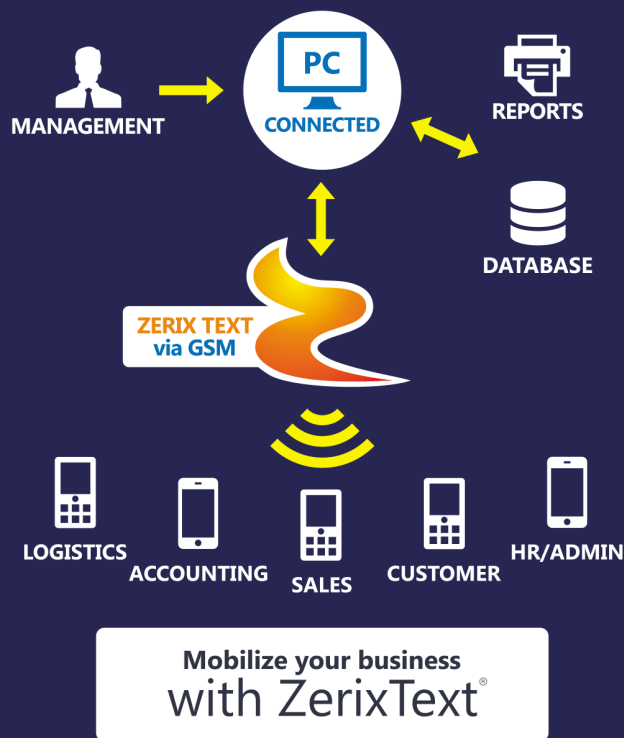 PC
CONNECTED
MANAGEMENT
REPORTS
DATABASE
ZERIX TEXT
via GSM
LOGISTICS
ACCOUNTING
SALES
CUSTOMER
HR/ADMIN
Mobilize your business
with ZerixText®